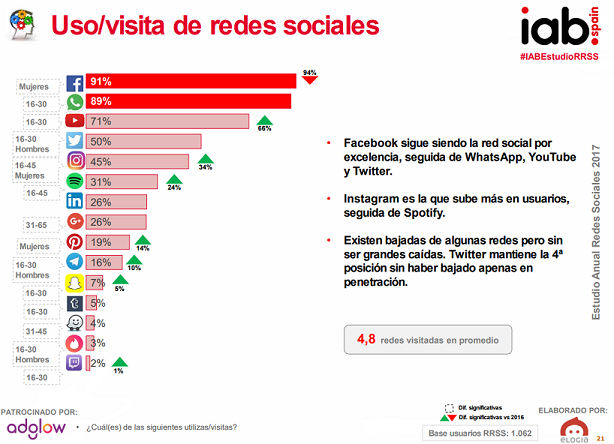 Uso/visita de redes sociales
iab.spain
#IABEstudioRRSS
94%
Mujeres
91%
16-30
89%
16-30
71%
66%
16-30
Hombres
50%
16-45
Mujeres
45%
34%
31%
24%
16-45
in
26%
31-65
G+
26%
Mujeres
19%
14%
16-30
Hombres
16%
10%
7%
5%
16-30
t
5%
31-45
4%
16-30
Hombres
3%
16-30
2%
1%
• Facebook sigue siendo la red social por
excelencia, seguida de WhatsApp, YouTube
y Twitter.
• Instagram es la que sube más en usuarios,
seguida de Spotify.
• Existen bajadas de algunas redes pero sin
ser grandes caídas. Twitter mantiene la 4ª
posición sin haber bajado apenas en
penetración.
4,8 redes visitadas en promedio
Estudio Anual Redes Sociales 2017
PATROCINADO POR:
adglow
• ¿Cuál(es) de las siguientes utilizas/visitas?
Dif. significativas
Dif. significativas vs 2016
Base usuarios RRSS: 1.062
ELABORADO POR:
eLOGIA
21